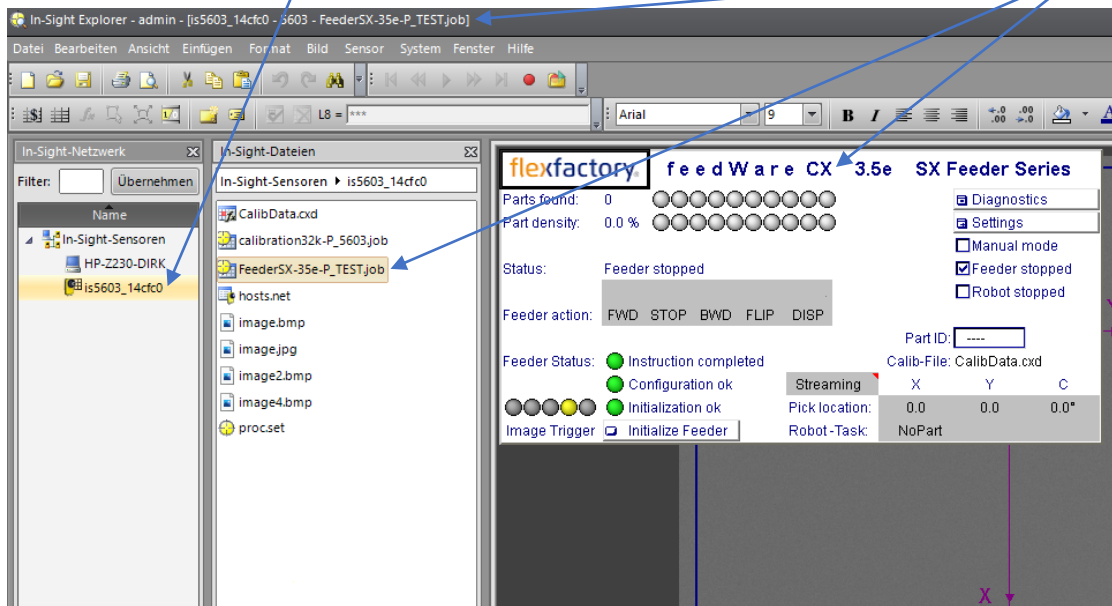 In-Sight Explorer - admin - [is5603_14cfc0 - 5603 - FeederSX-35e-P_TEST.job]
Datei Bearbeiten Ansicht Einfügen Format Bild Sensor System Fenster Hilfe
L8 = *** Arial 9 B I
In-Sight-Netzwerk
Filter: Übernehmen
Name
In-Sight-Sensoren
HP-Z230-DIRK
is5603_14cfc0
In-Sight-Dateien
In-Sight-Sensoren is5603_14cfc0
CalibData.cxd
calibration32k-P_5603.job
FeederSX-35e-P_TEST.job
hosts.net
image.bmp
image.jpg
image2.bmp
image4.bmp
proc.set
flexfactory. feedWare CX 3.5e SX Feeder Series
Parts found: 0 Diagnostics
Part density: 0.0 % Settings
Manual mode
Status: Feeder stopped Feeder stopped
Robot stopped
Feeder action: FWD STOP BWD FLIP DISP
Part ID: ----
Feeder Status: Instruction completed Calib-File: CalibData.cxd
Configuration ok Streaming X Y C
Initialization ok Pick location: 0.0 0.0 0.0°
Image Trigger Initialize Feeder Robot-Task: NoPart
X